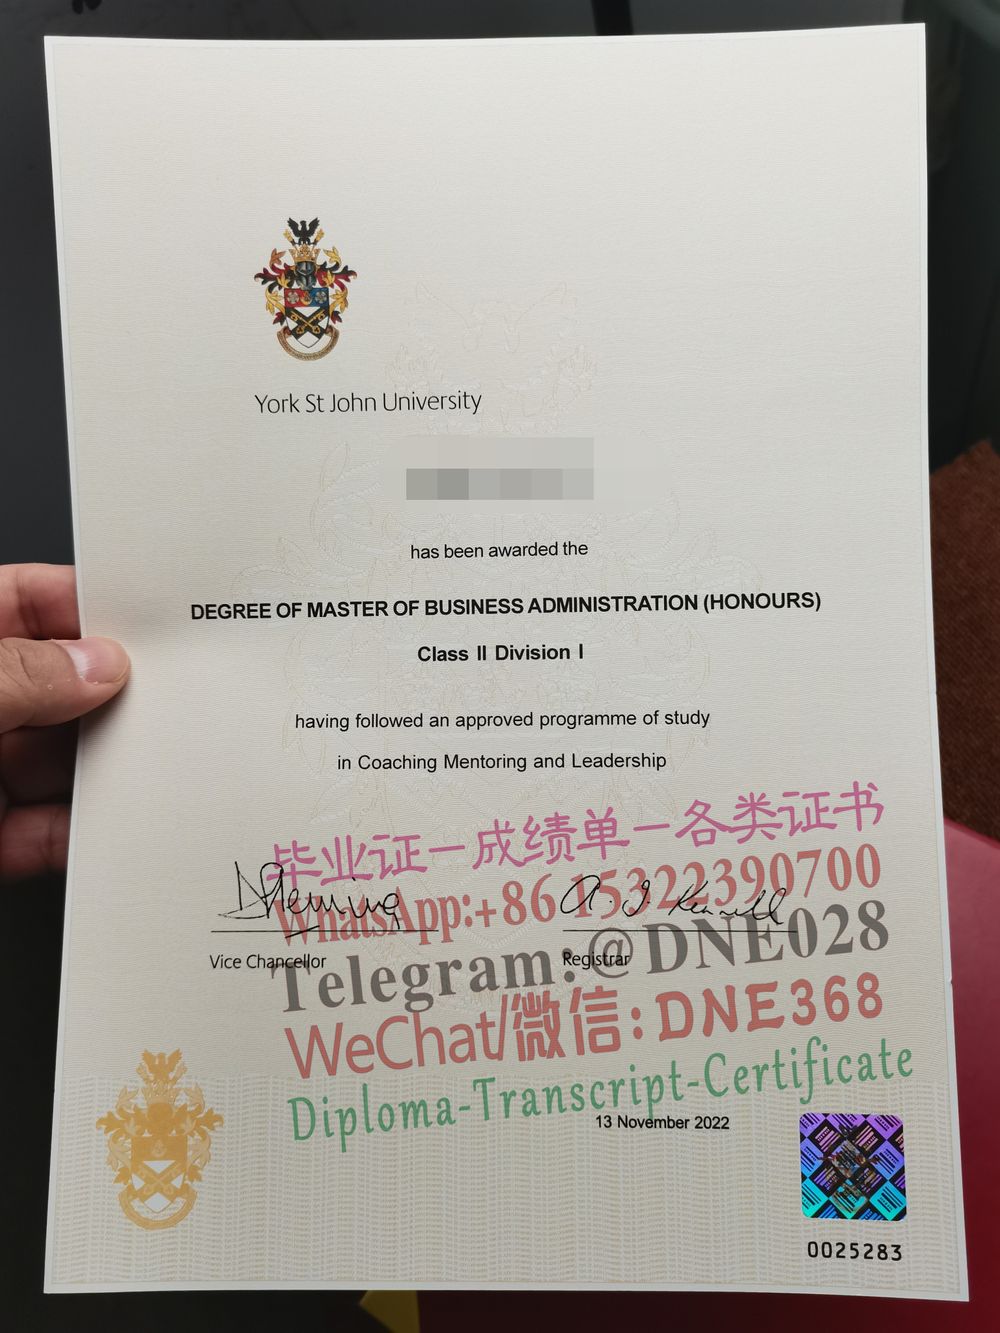 York St John University
has been awarded the
DEGREE OF MASTER OF BUSINESS ADMINISTRATION (HONOURS)
Class II Division I
having followed an approved programme of study
in Coaching Mentoring and Leadership
毕业证一成绩单一各类证书
WhatsApp:+86 15322390700
Vice Chancellor
Registrar
Telegram:@DNE028
WeChat/微信:DNE368
Diploma-Transcript-Certificate
13 November 2022
0025283